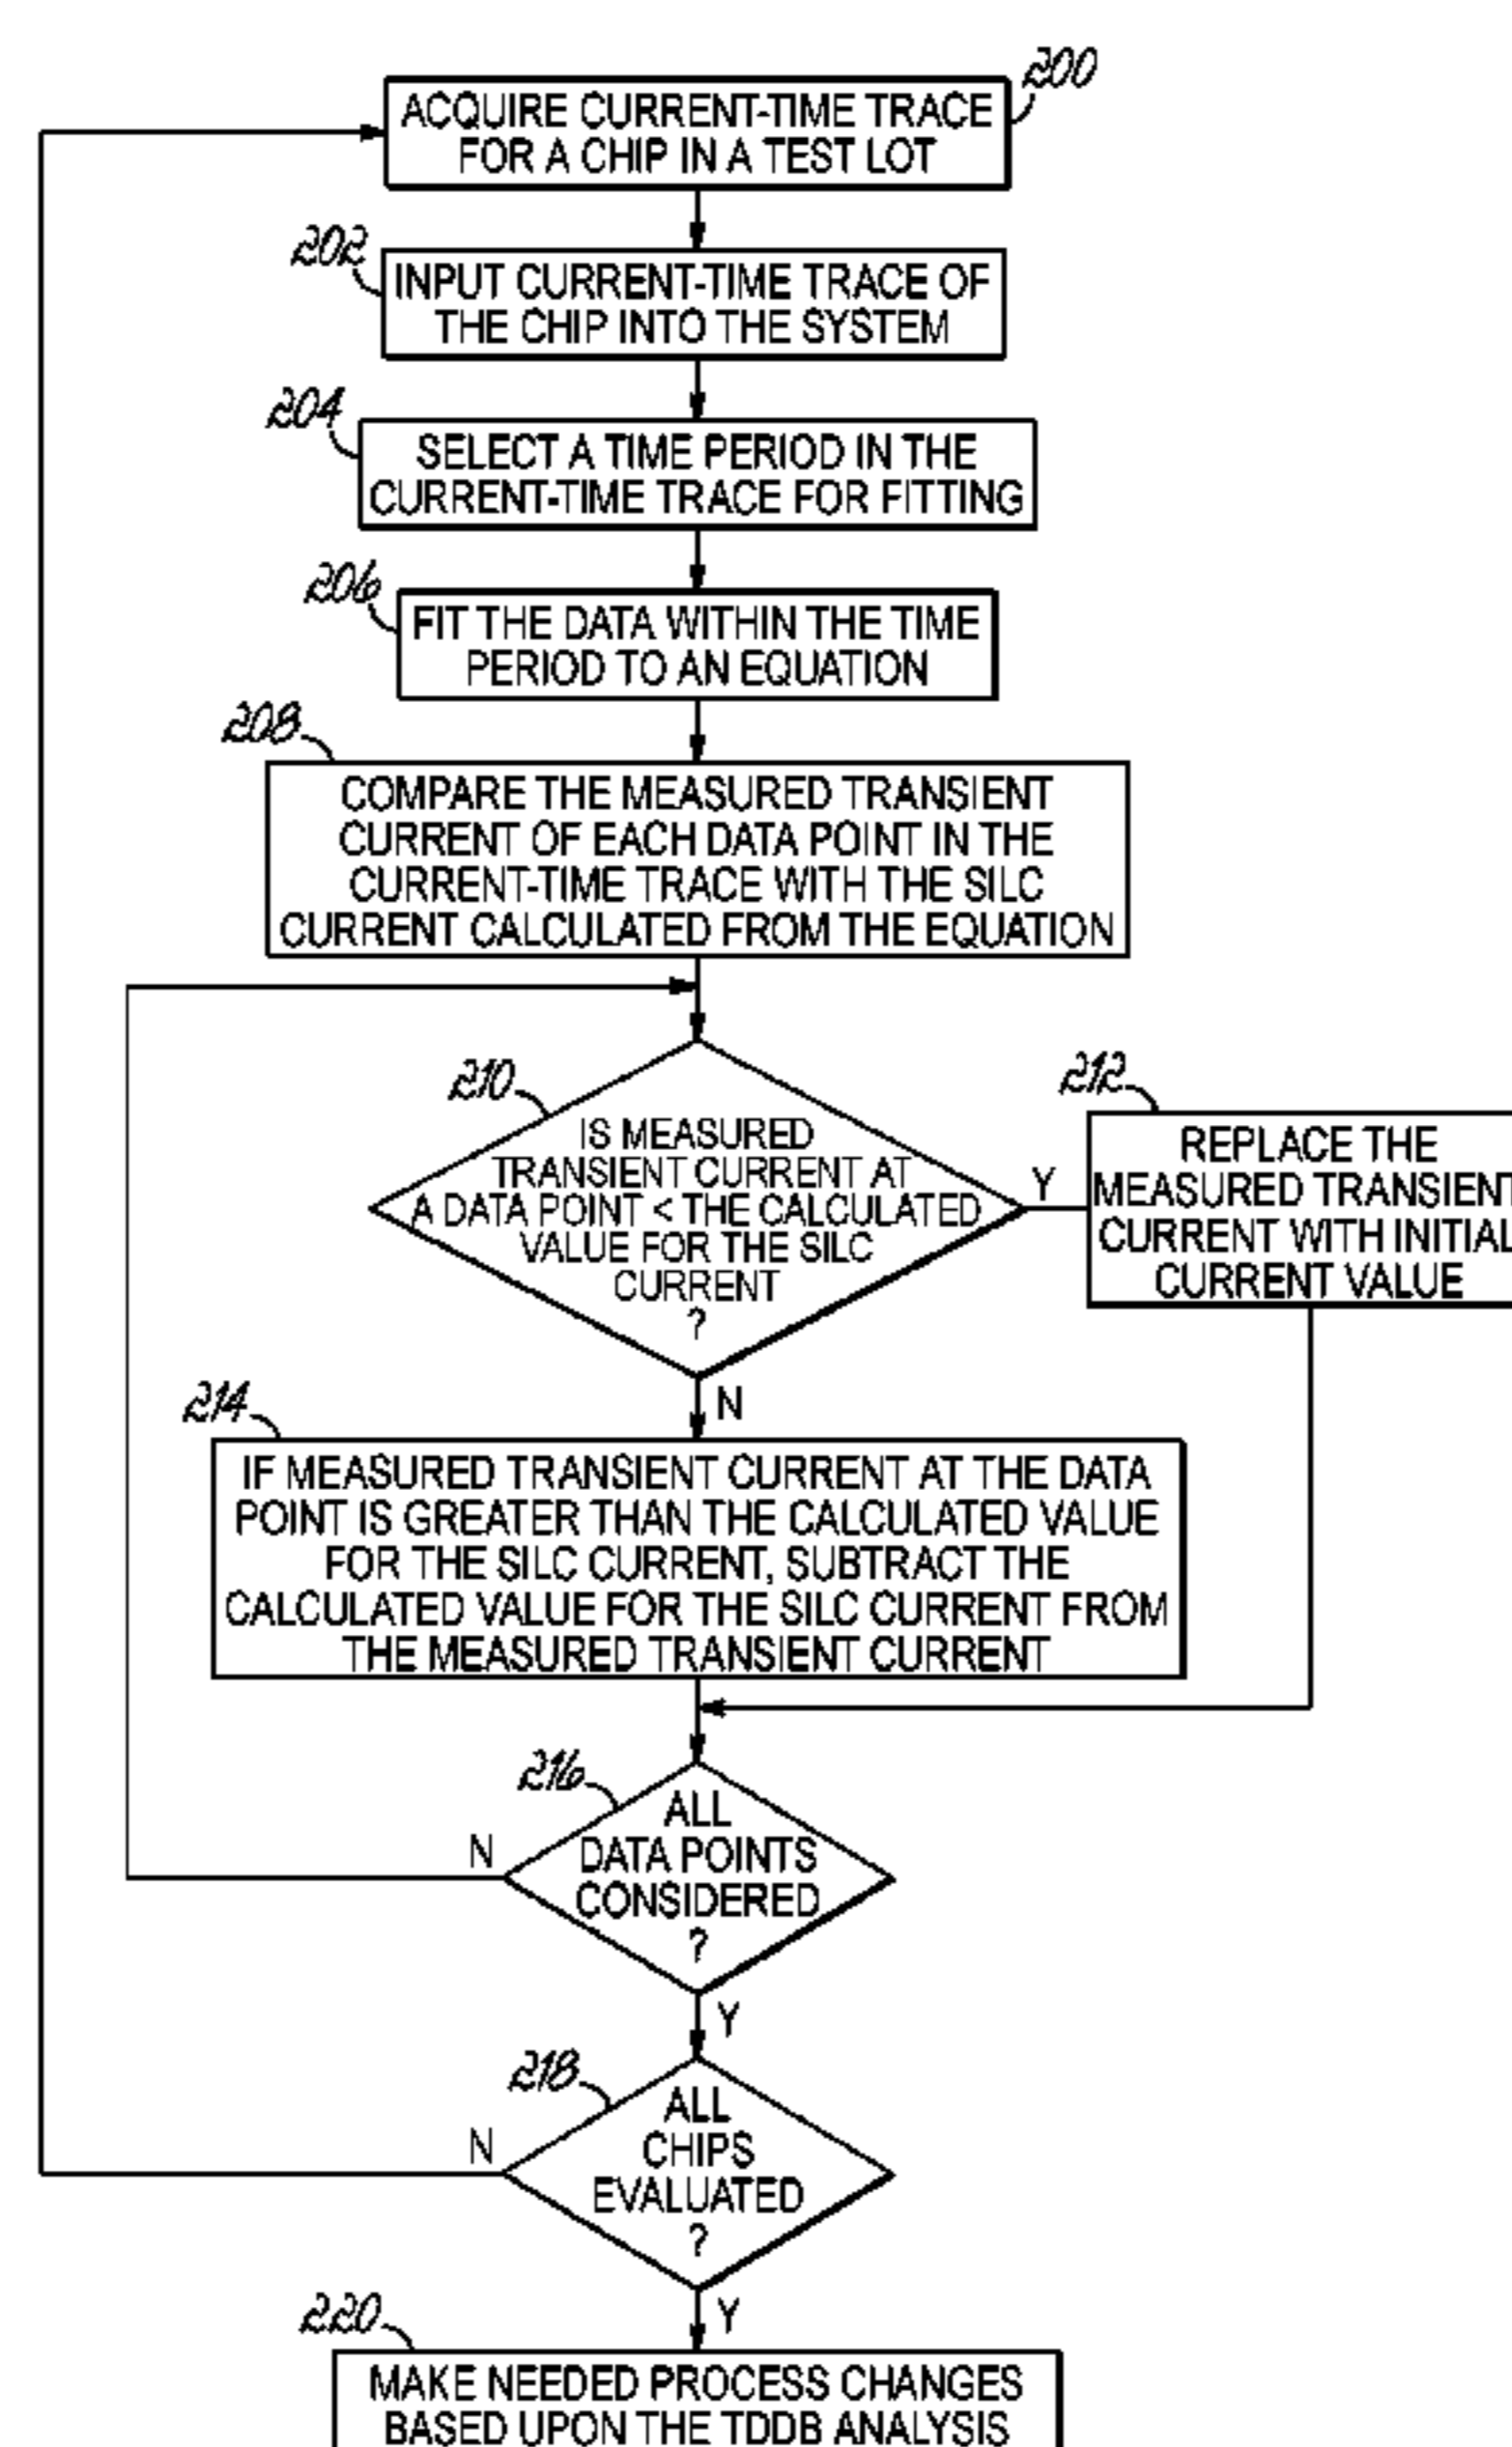 200
ACQUIRE CURRENT-TIME TRACE
FOR A CHIP IN A TEST LOT
202
INPUT CURRENT-TIME TRACE OF
THE CHIP INTO THE SYSTEM
204
SELECT A TIME PERIOD IN THE
CURRENT-TIME TRACE FOR FITTING
206
FIT THE DATA WITHIN THE TIME
PERIOD TO AN EQUATION
208
COMPARE THE MEASURED TRANSIENT
CURRENT OF EACH DATA POINT IN THE
CURRENT-TIME TRACE WITH THE SILC
CURRENT CALCULATED FROM THE EQUATION
210
IS MEASURED
TRANSIENT CURRENT AT
A DATA POINT < THE CALCULATED
VALUE FOR THE SILC
CURRENT
?
Y
212
REPLACE THE
MEASURED TRANSIENT
CURRENT WITH INITIAL
CURRENT VALUE
N
214
IF MEASURED TRANSIENT CURRENT AT THE DATA
POINT IS GREATER THAN THE CALCULATED VALUE
FOR THE SILC CURRENT, SUBTRACT THE
CALCULATED VALUE FOR THE SILC CURRENT FROM
THE MEASURED TRANSIENT CURRENT
216
ALL
DATA POINTS
CONSIDERED
?
N
Y
218
ALL
CHIPS
EVALUATED
?
N
Y
220
MAKE NEEDED PROCESS CHANGES
BASED UPON THE TDDB ANALYSIS